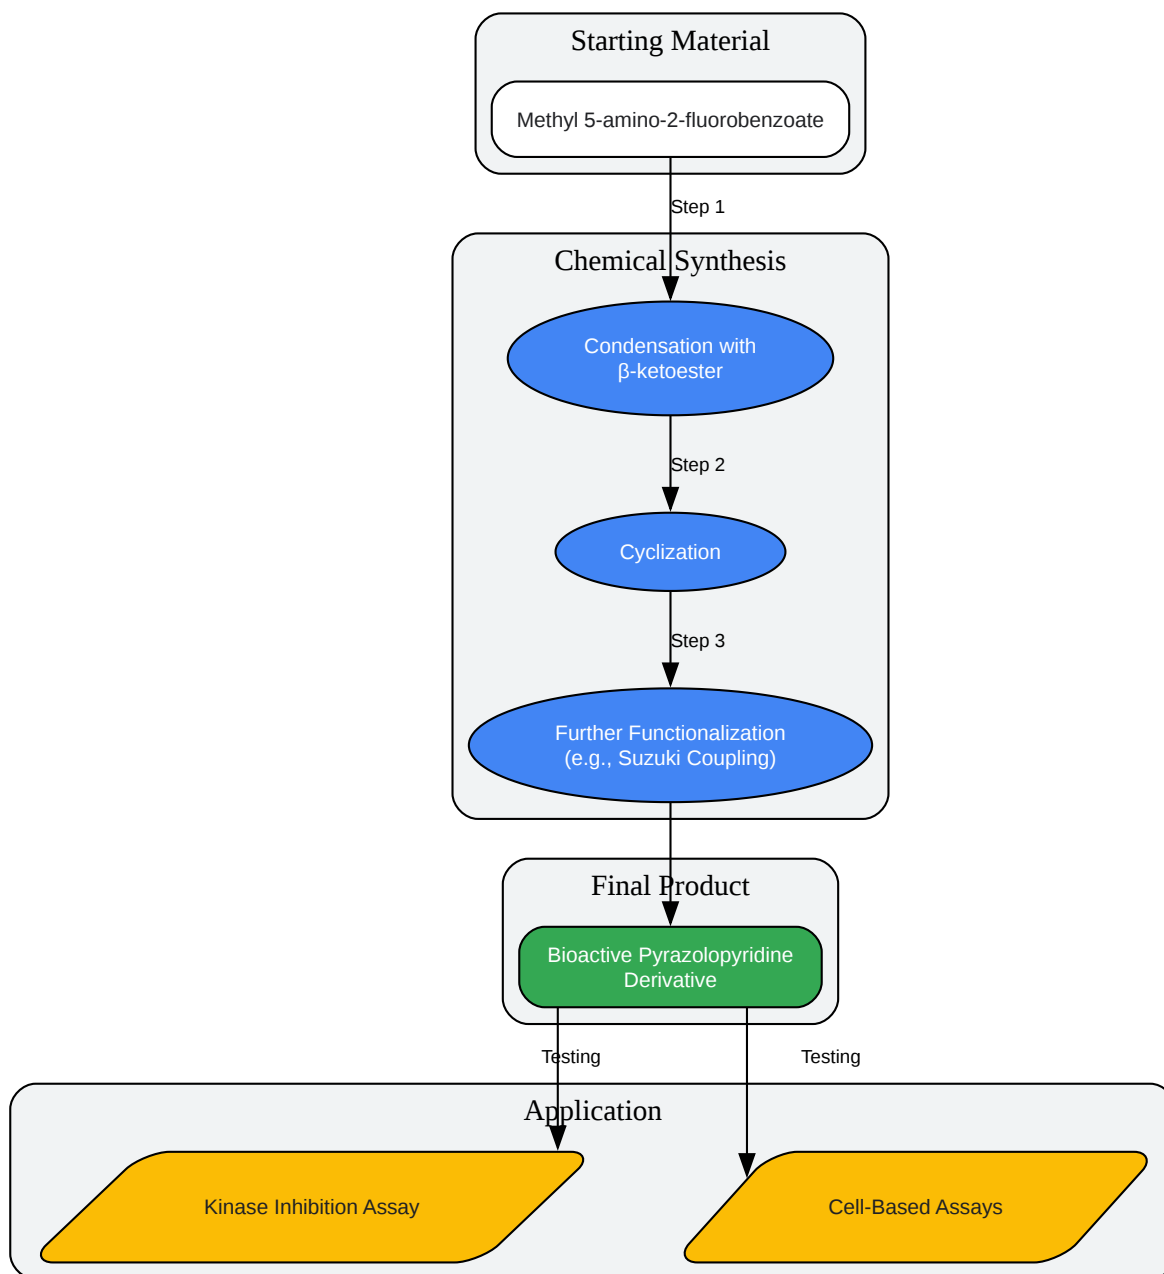 Starting Material
Methyl 5-amino-2-fluorobenzoate
Step 1
Chemical Synthesis
Condensation with
β-ketoester
Step 2
Cyclization
Step 3
Further Functionalization
(e.g., Suzuki Coupling)
Final Product
Bioactive Pyrazolopyridine
Derivative
Testing
Testing
Application
Kinase Inhibition Assay
Cell-Based Assays